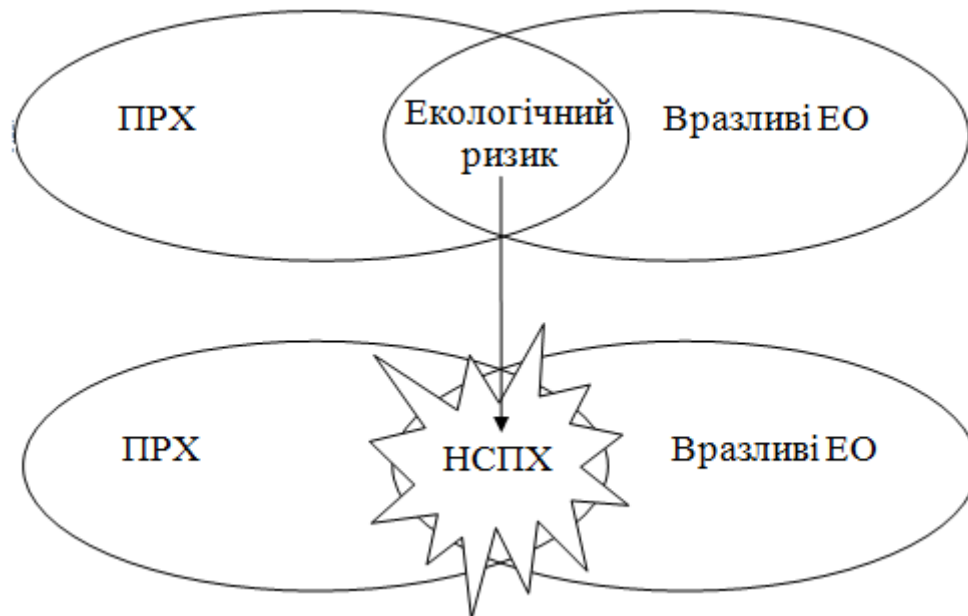 ПРХ
Екологічний
ризик
Вразливі ЕО
ПРХ
НСПХ
Вразливі ЕО